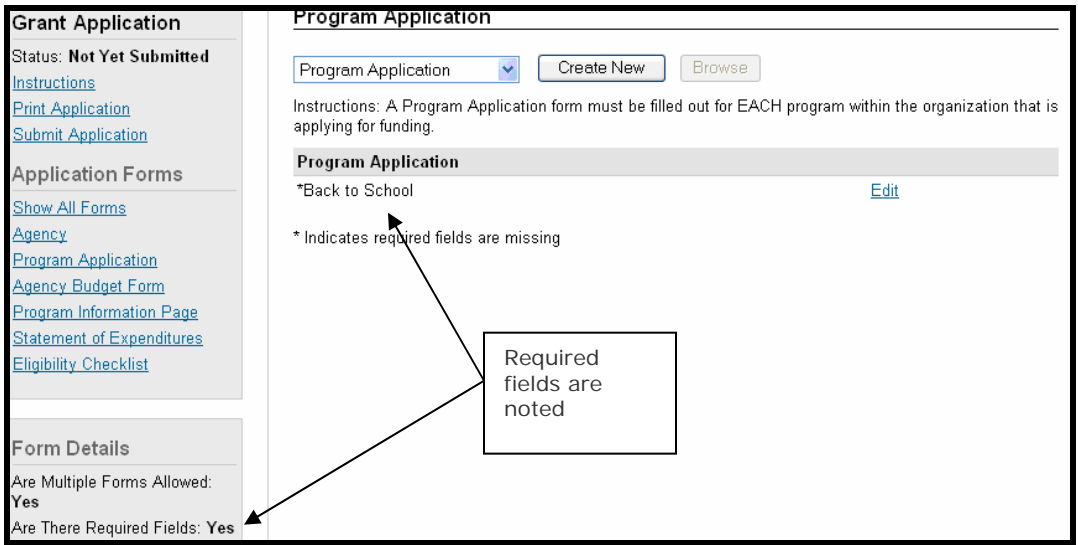 Grant Application
Status: Not Yet Submitted
Instructions
Print Application
Submit Application
Application Forms
Show All Forms
Agency
Program Application
Agency Budget Form
Program Information Page
Statement of Expenditures
Eligibility Checklist
Form Details
Are Multiple Forms Allowed:
Yes
Are There Required Fields: Yes
Program Application
Program Application
Create New
Browse
Instructions: A Program Application form must be filled out for EACH program within the organization that is
applying for funding.
Program Application
*Back to School
Edit
* Indicates required fields are missing
Required
fields are
noted